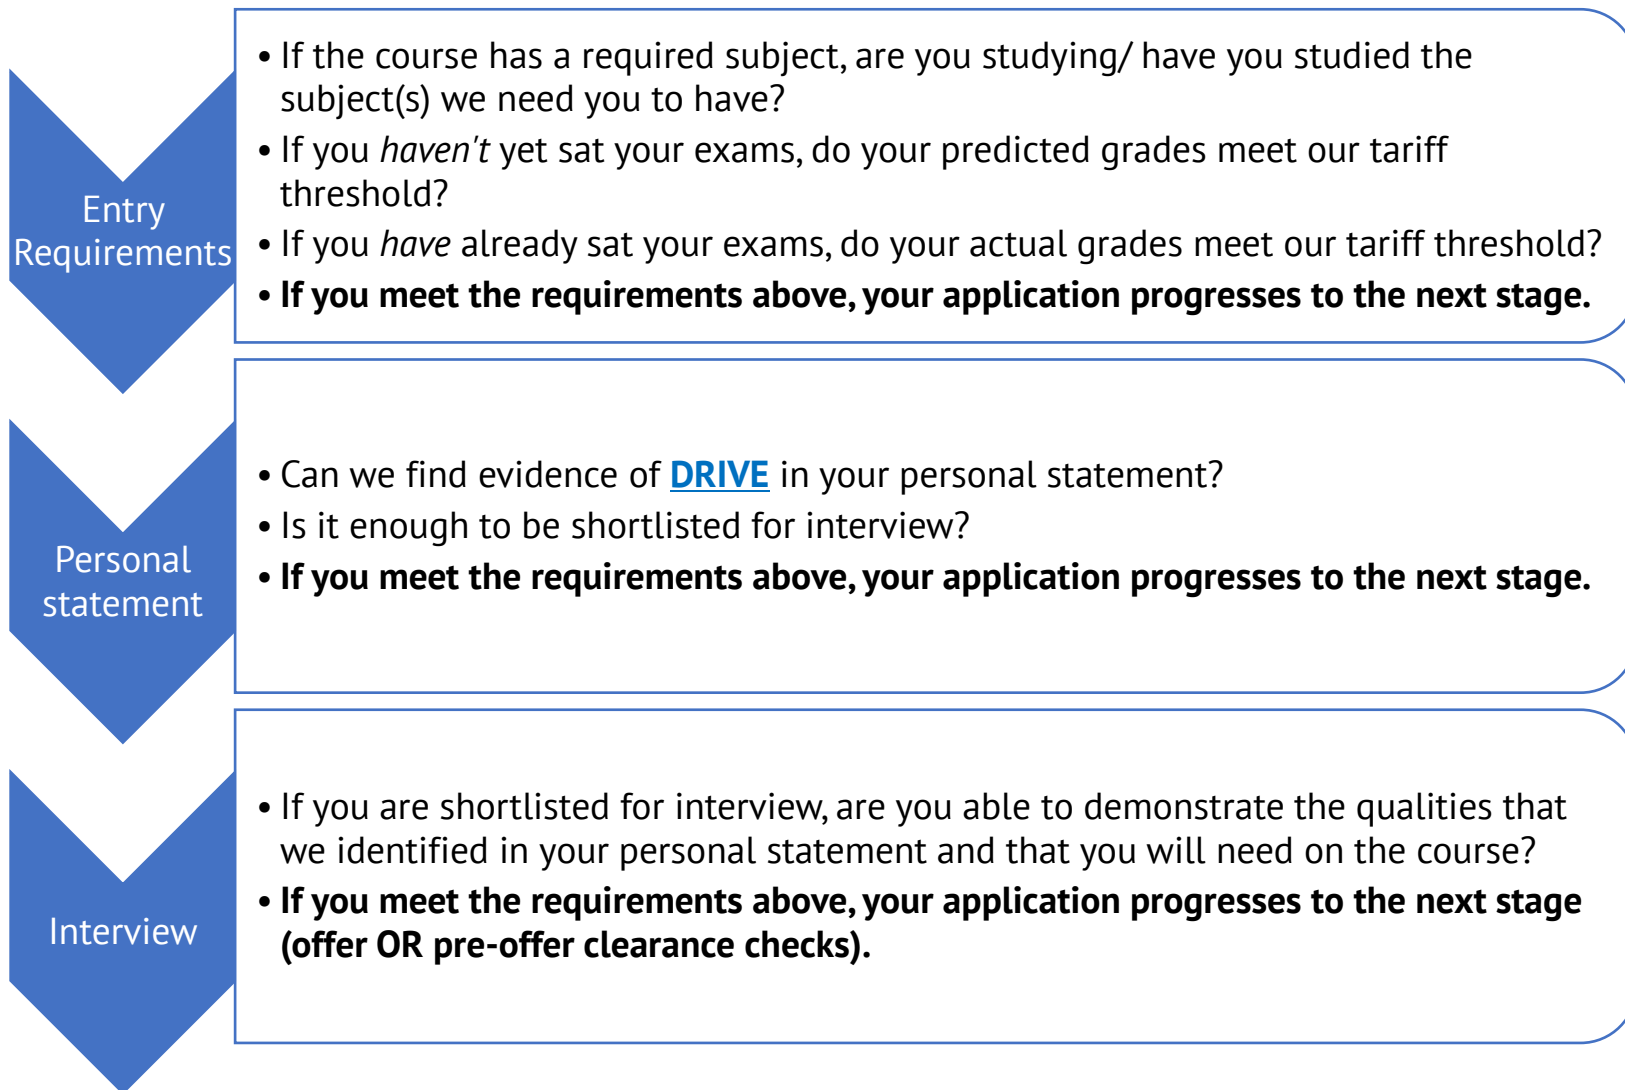 Entry
Requirements
• If the course has a required subject, are you studying/ have you studied the
subject(s) we need you to have?
• If you haven't yet sat your exams, do your predicted grades meet our tariff
threshold?
• If you have already sat your exams, do your actual grades meet our tariff threshold?
• If you meet the requirements above, your application progresses to the next stage.
Personal
statement
• Can we find evidence of DRIVE in your personal statement?
• Is it enough to be shortlisted for interview?
• If you meet the requirements above, your application progresses to the next stage.
Interview
• If you are shortlisted for interview, are you able to demonstrate the qualities that
we identified in your personal statement and that you will need on the course?
• If you meet the requirements above, your application progresses to the next stage
(offer OR pre-offer clearance checks).